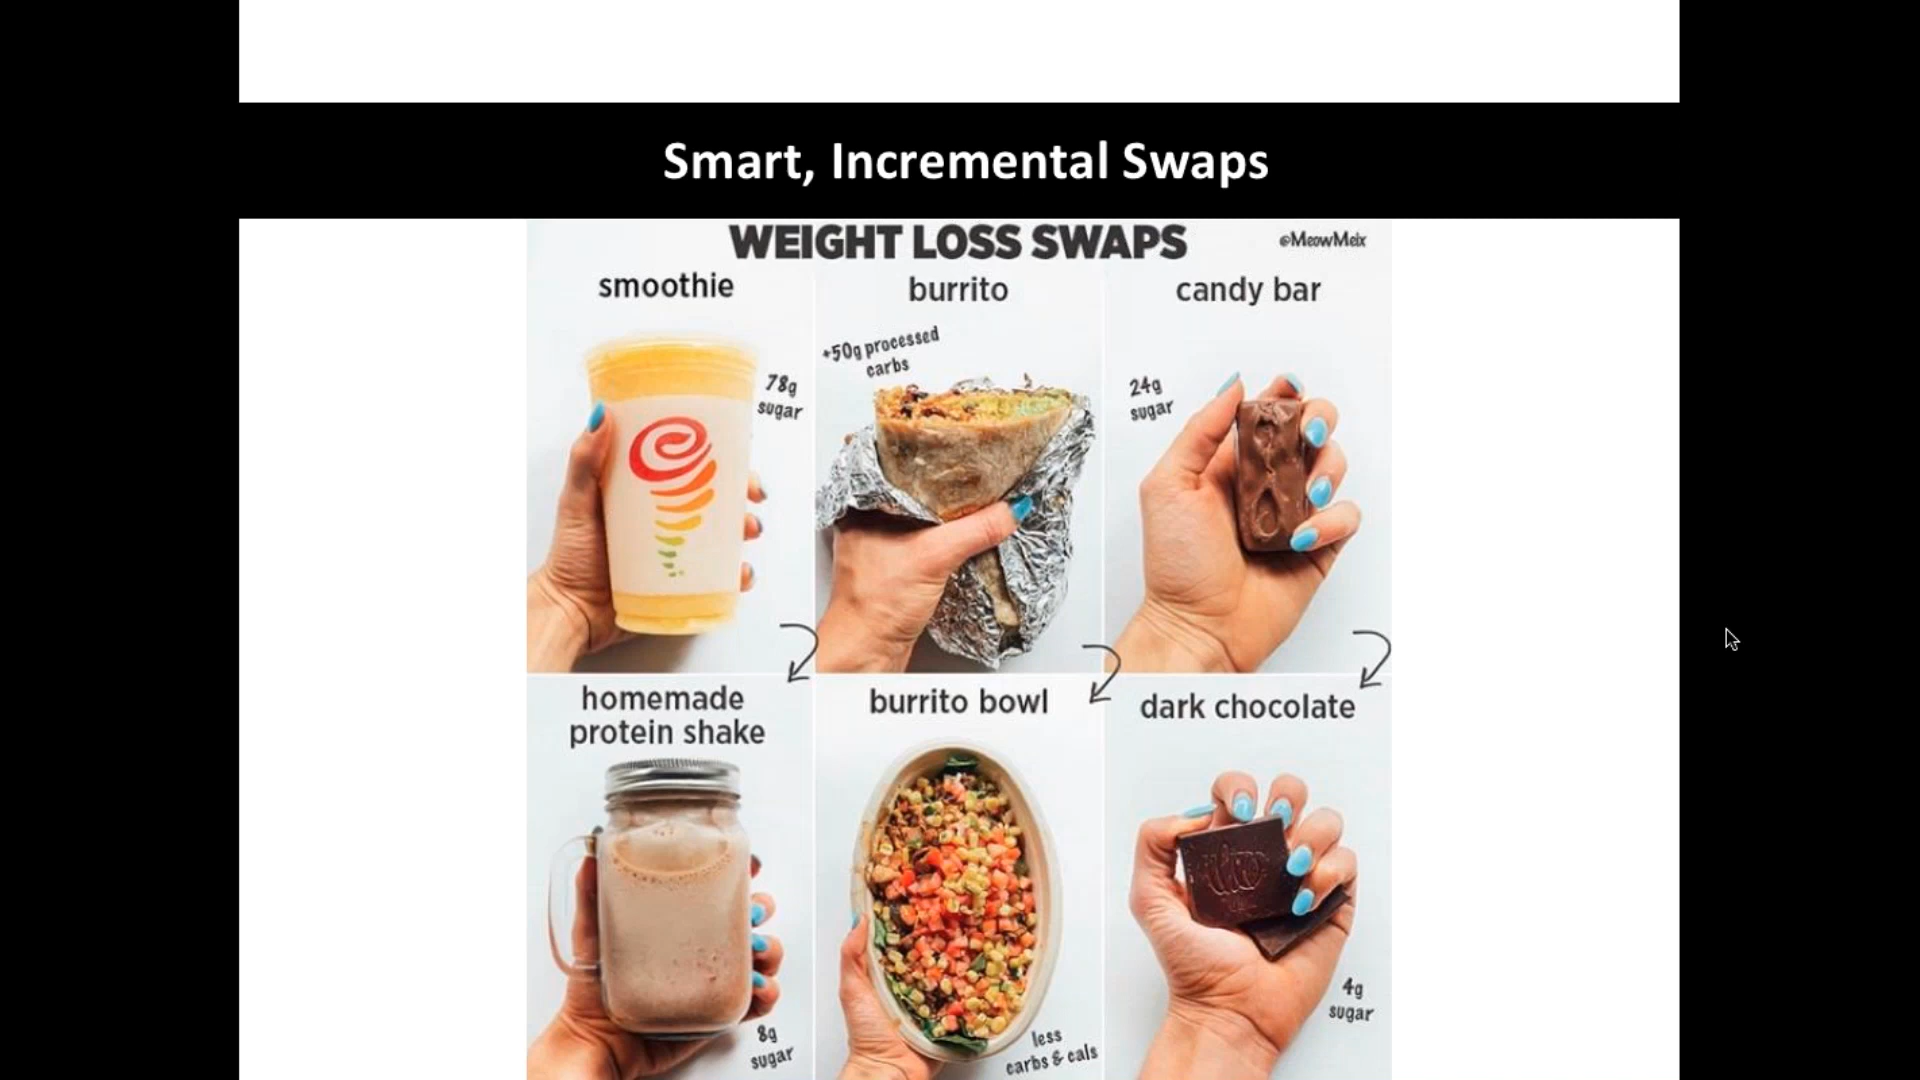 Smart, Incremental Swaps
WEIGHT LOSS SWAPS
@MeowMeix
smoothie
78g
sugar
burrito
+50g processed
carbs
candy bar
24g
sugar
homemade
protein shake
8g
sugar
burrito bowl
less
carbs & cals
dark chocolate
4g
sugar